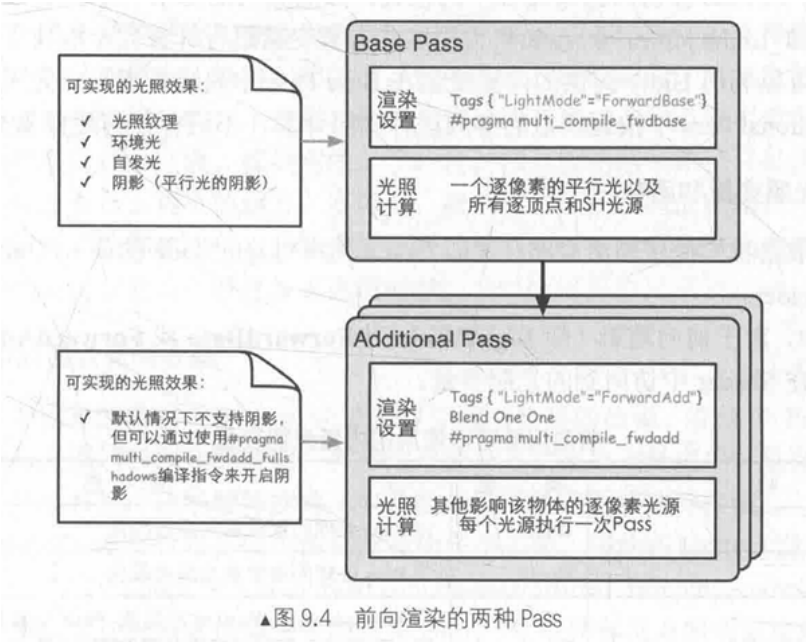 Base Pass
可实现的光照效果：
✓ 光照纹理
✓ 环境光
✓ 自发光
✓ 阴影（平行光的阴影）
渲染
设置
Tags { "LightMode"="ForwardBase"}
#pragma multi_compile_fwdbase
光照
计算
一个逐像素的平行光以及
所有逐顶点和SH光源
Additional Pass
可实现的光照效果：
✓ 默认情况下不支持阴影，
但可以通过使用#pragma
multi_compile_fwdadd_fulls
hadows编译指令来开启阴
影
渲染
设置
Tags { "LightMode"="ForwardAdd"}
Blend One One
#pragma multi_compile_fwdadd
光照
计算
其他影响该物体的逐像素光源
每个光源执行一次Pass
▲图 9.4 前向渲染的两种 Pass